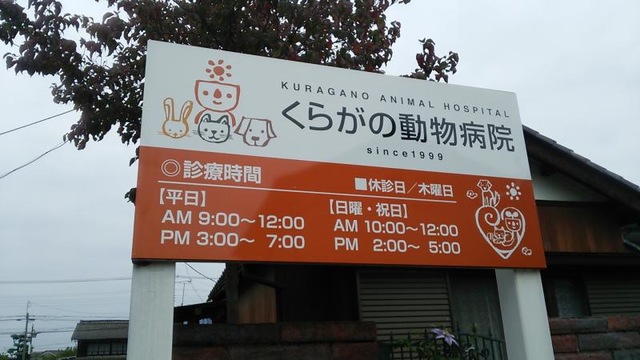 KURAGANO ANIMAL HOSPITAL
くらがの動物病院
since1999
◎診療時間
■休診日／木曜日
【平日】
AM 9:00〜12:00
PM 3:00〜 7:00
【日曜・祝日】
AM 10:00〜12:00
PM 2:00〜 5:00